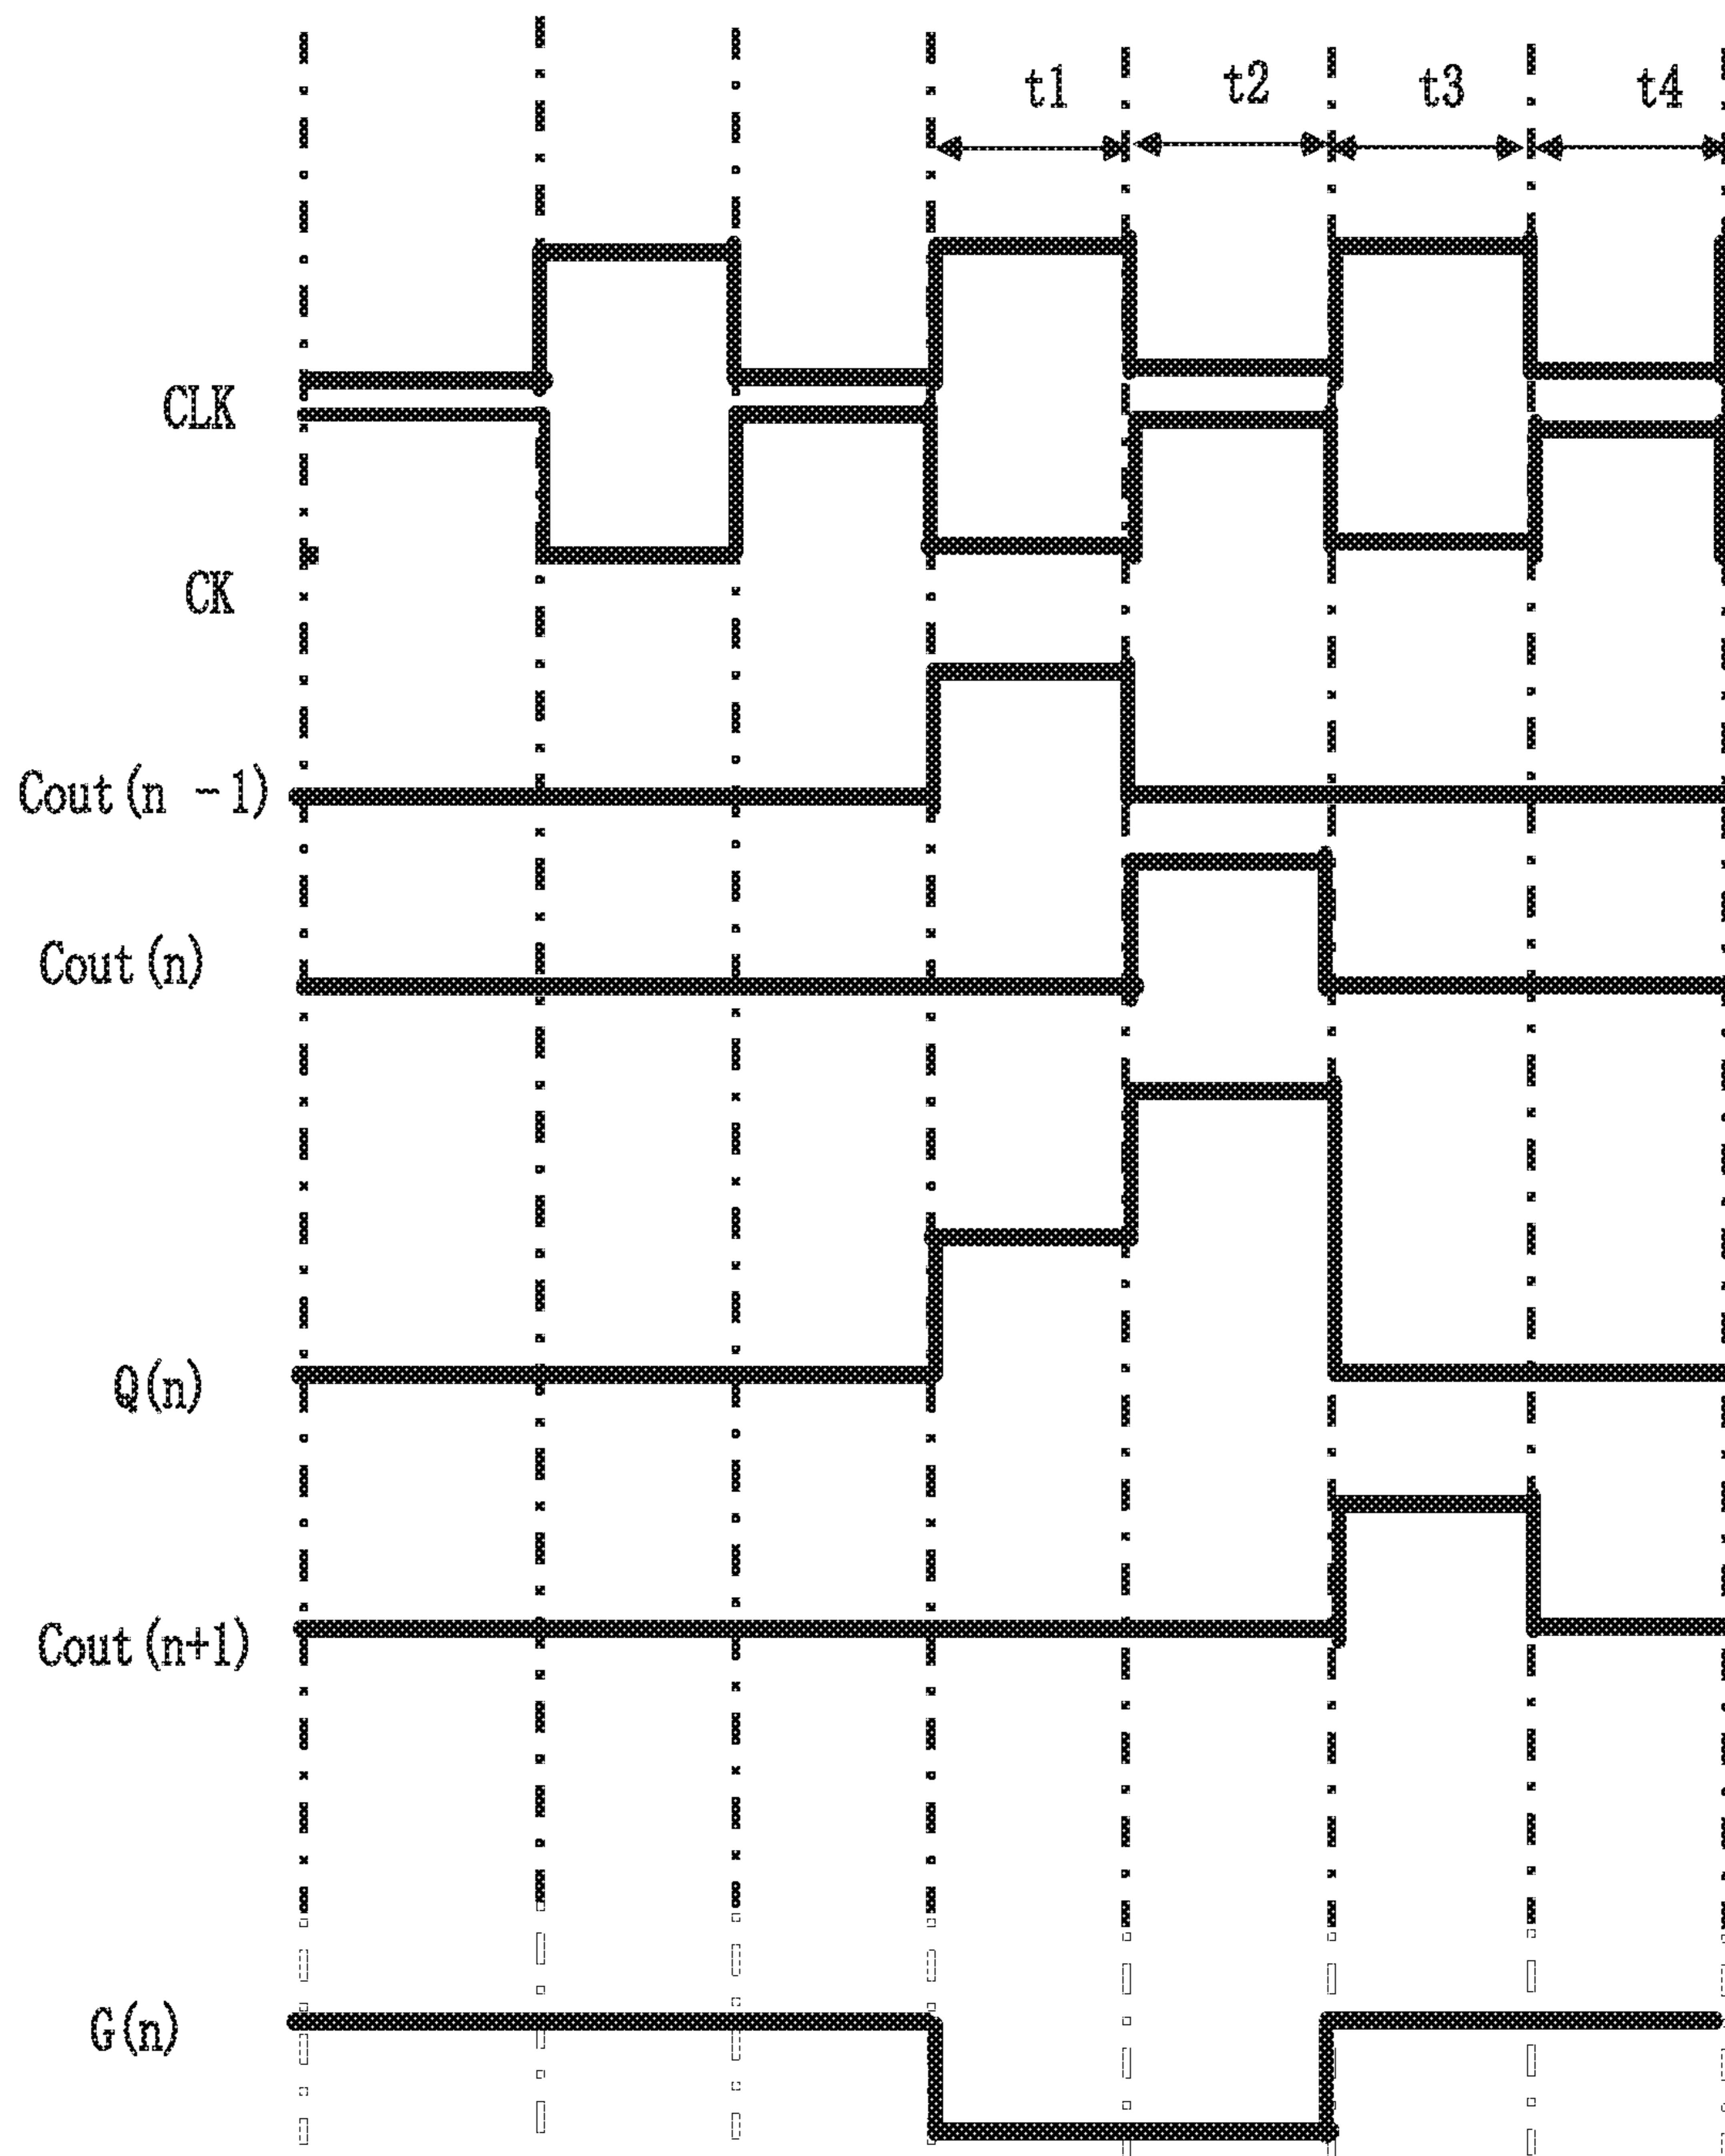 t1 t2 t3 t4
CLK
CK
Cout(n -1)
Cout(n)
Q(n)
Cout(n+1)
G(n)